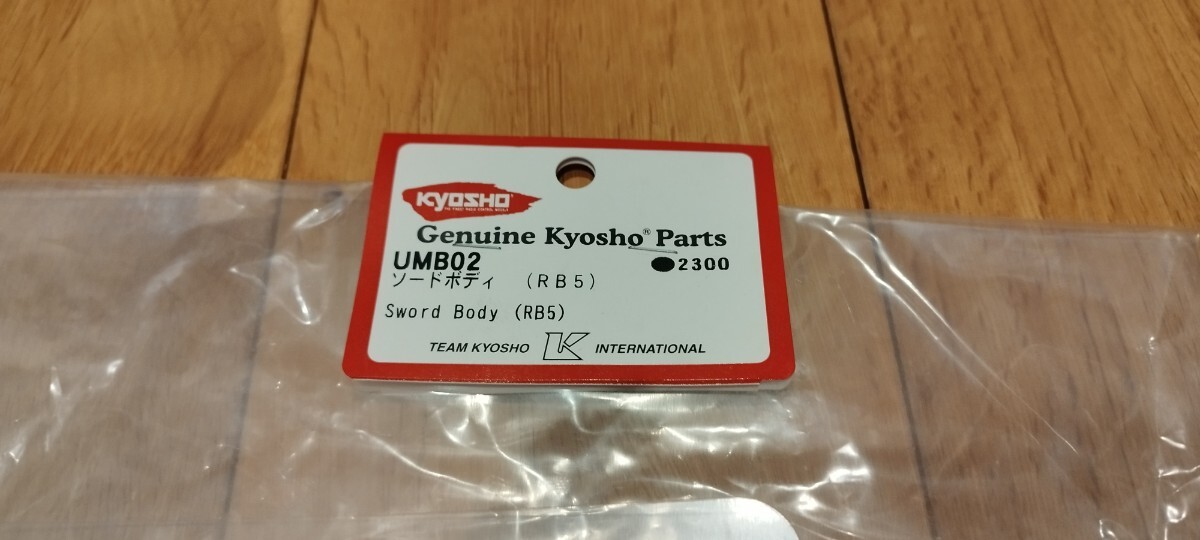 KYOSHO
Genuine Kyosho® Parts
UMB02 ●2300
ソードボディ （RB5）
Sword Body (RB5)
TEAM KYOSHO K INTERNATIONAL